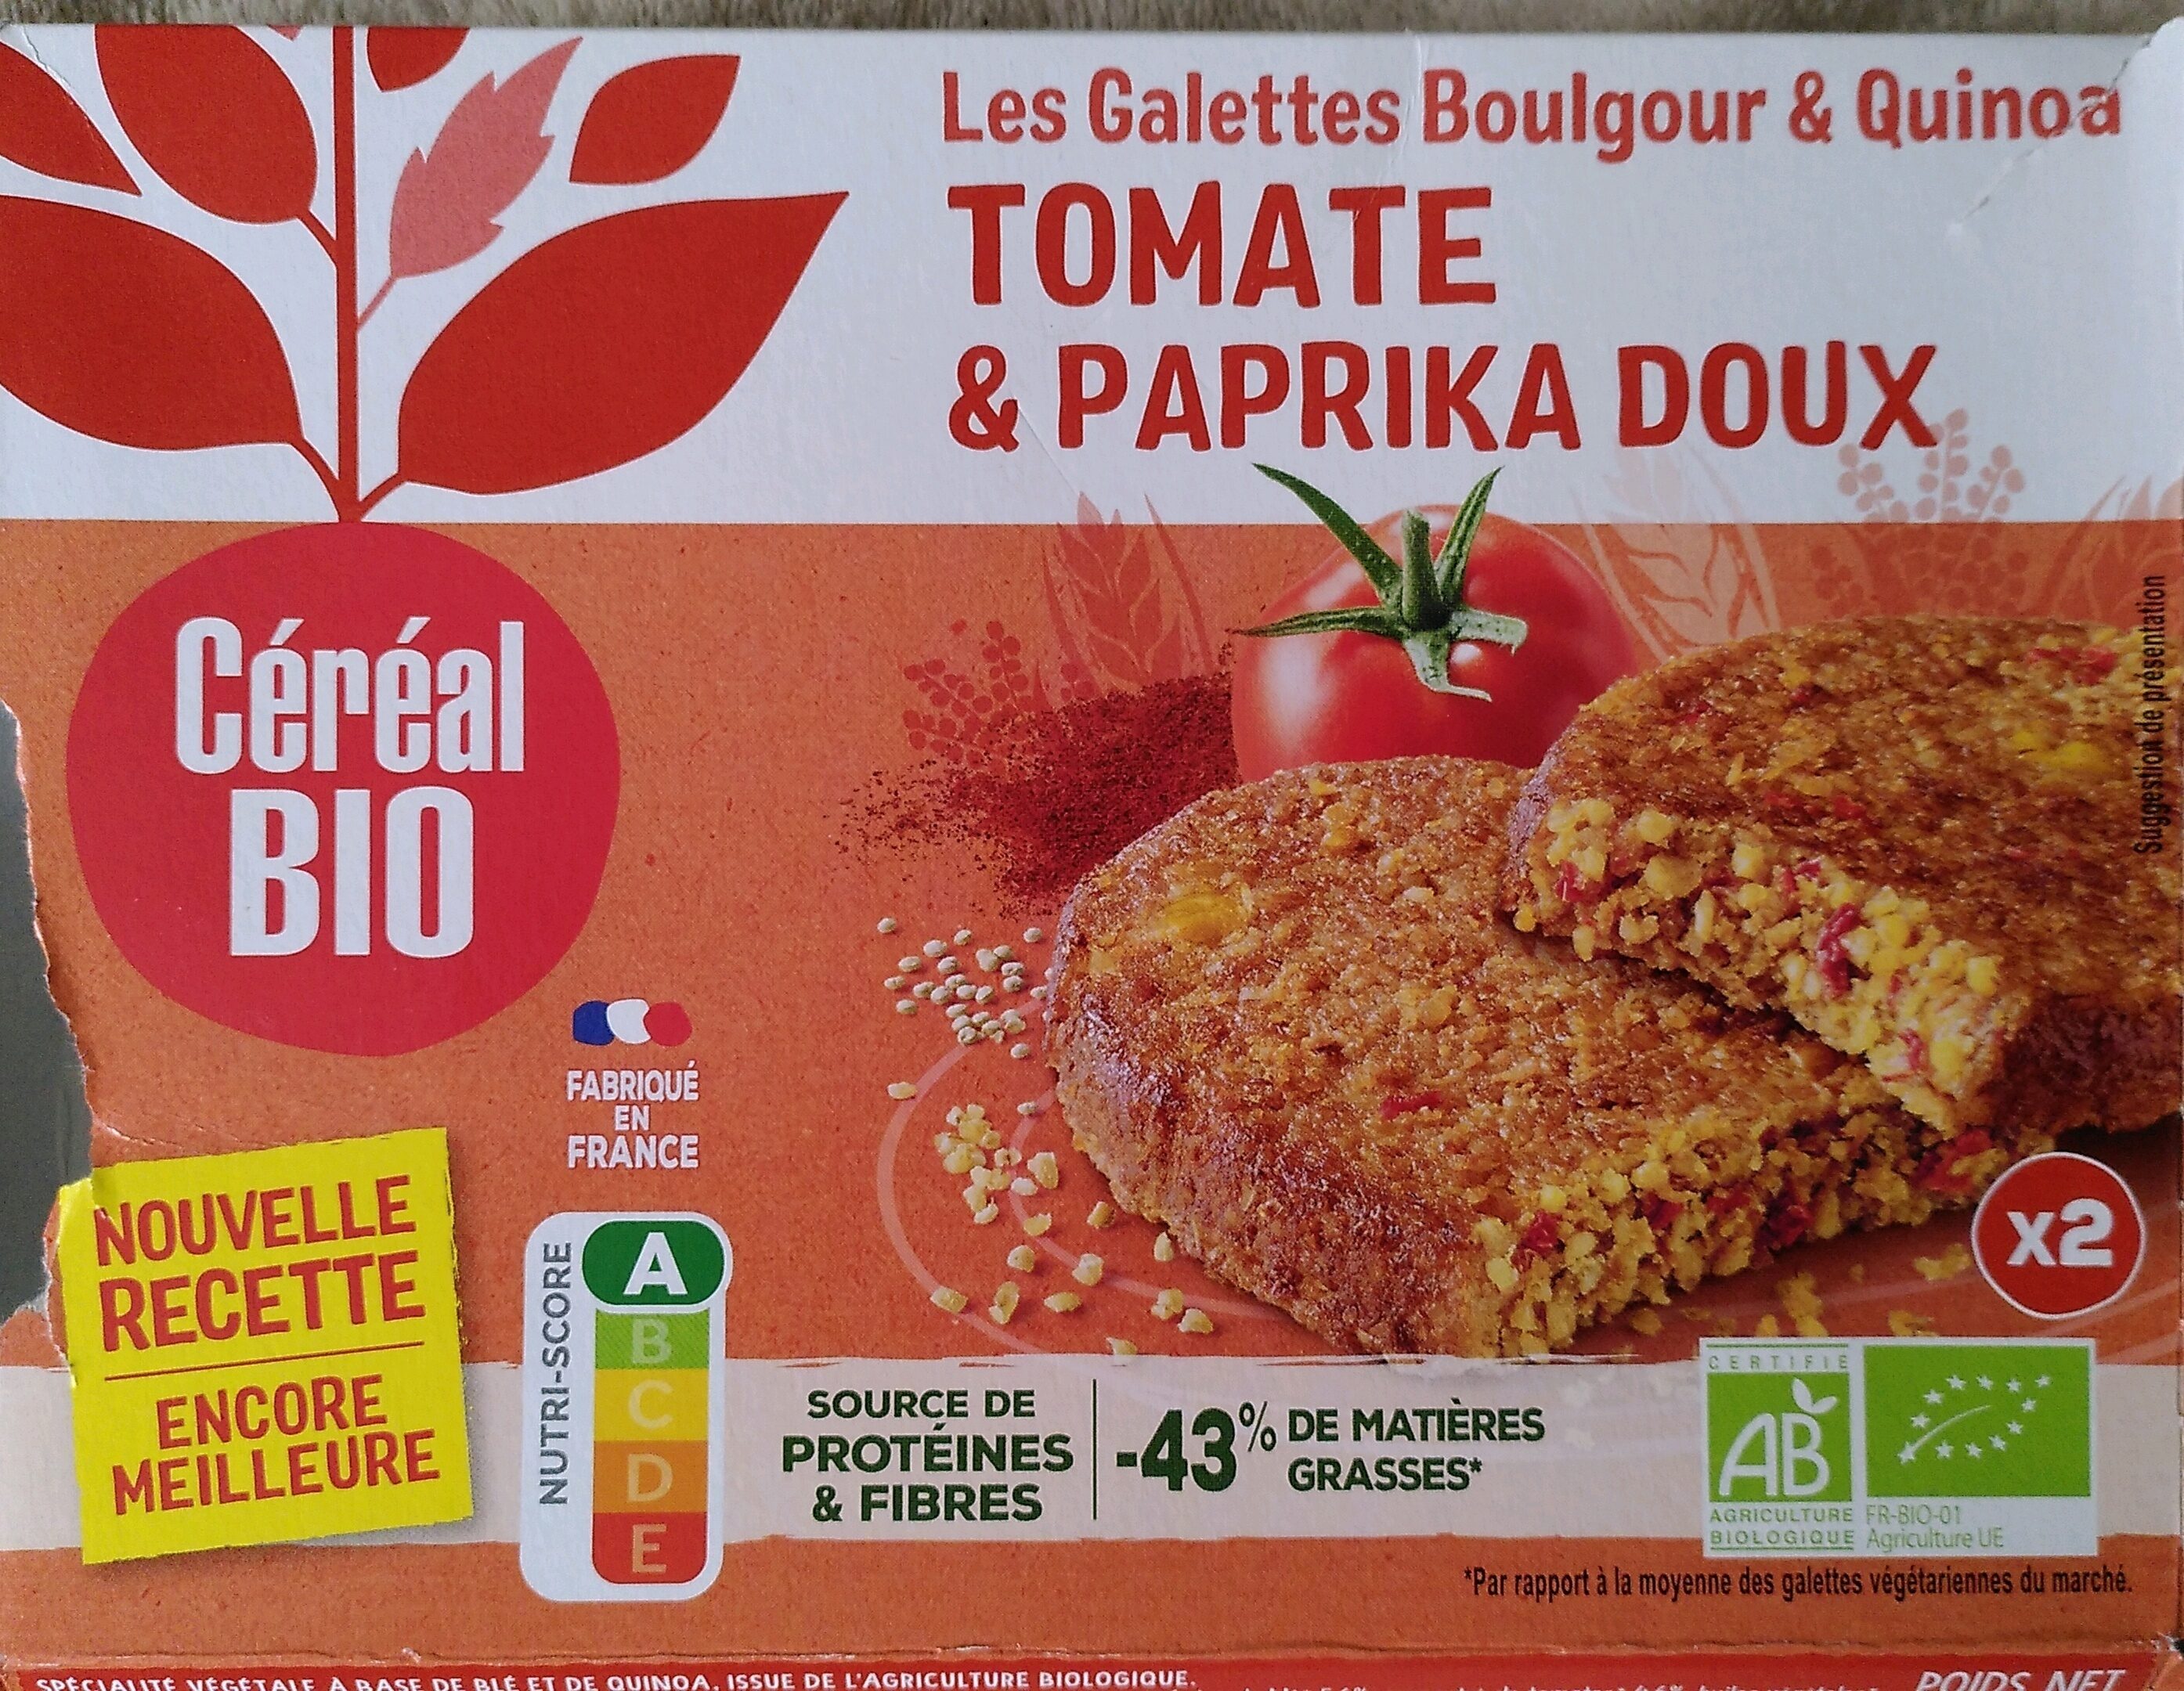 Les Galettes Boulgour & Quinoa
TOMATE
& PAPRIKA DOUX
Céréal
BIO
Suggestion de présentation
FABRIQUÉ
EN
FRANCE
NOUVELLE
RECETTE
ENCORE
MEILLEURE
NUTRI-SCORE
A
B
C
D
E
SOURCE DE
PROTÉINES
& FIBRES
-43% DE MATIÈRES
GRASSES*
x2
CERTIFIÉ
AB
AGRICULTURE
BIOLOGIQUE
FR-BIO-01
Agriculture UE
*Par rapport à la moyenne des galettes végétariennes du marché.
SPÉCIALITÉ VÉGÉTALE À BASE DE BLÉ ET DE QUINOA, ISSUE DE L'AGRICULTURE BIOLOGIQUE.
POIDS NET